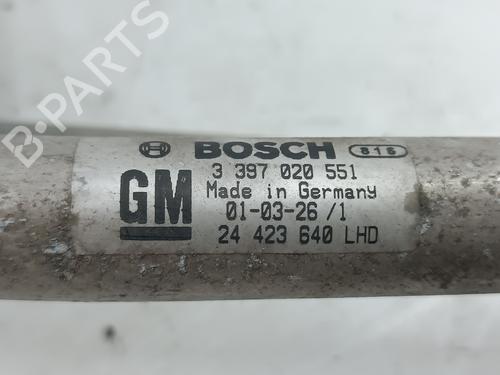 B-PARTS
BOSCH 816
3 397 020 551
GM Made in Germany
01-03-26 /1
24 423 640 LHD